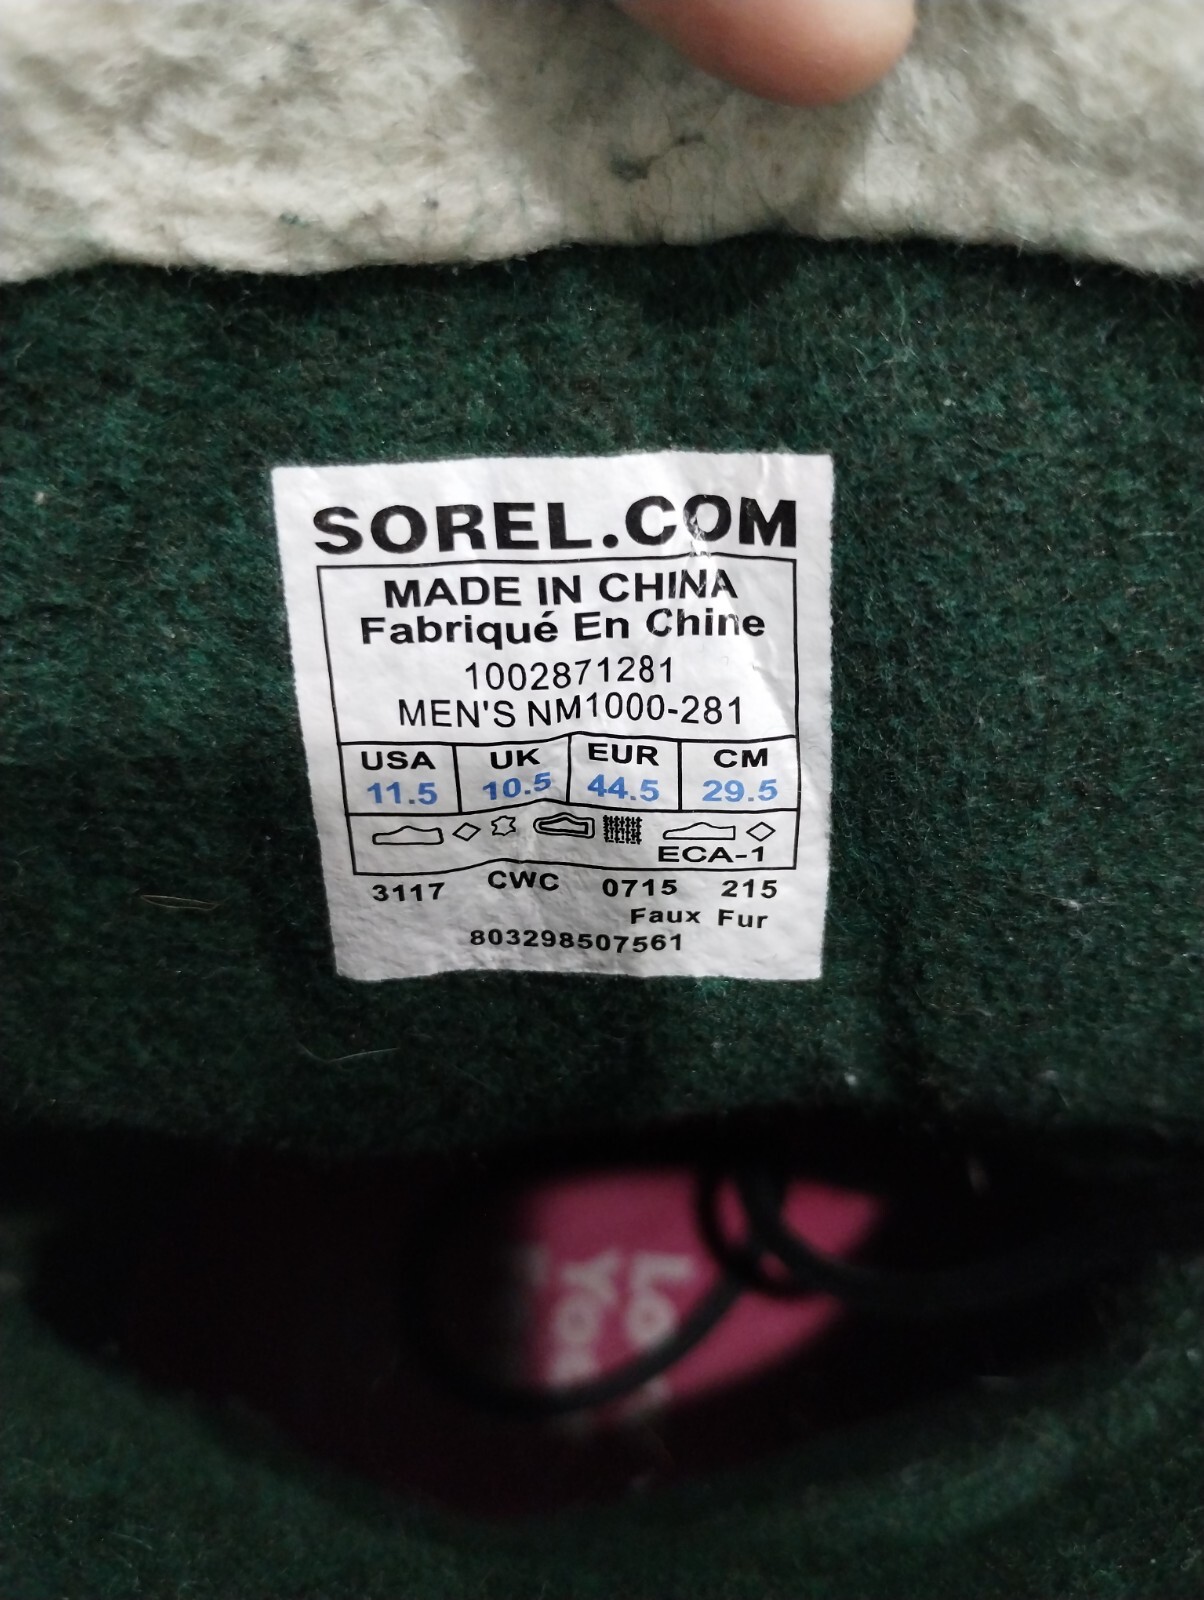 SOREL.COM
MADE IN CHINA
Fabriqué En Chine
1002871281
MEN'S NM1000-281
USA UK EUR CM
11.5 10.5 44.5 29.5
ECA-1
3117 CWC 0715 215
Faux Fur
803298507561